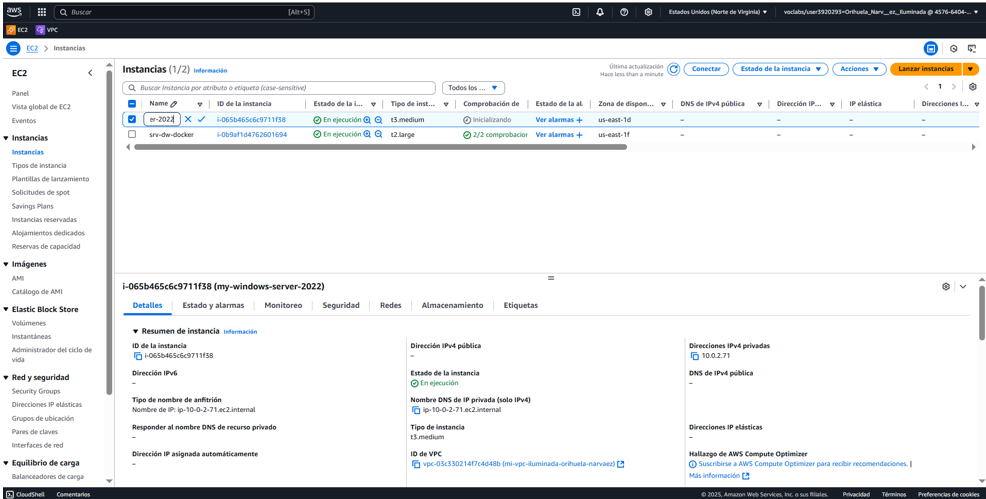 aws
Buscar
[Alt+S]
Estados Unidos (Norte de Virginia)
voclabs/user3920293=Orihuela_Narv__ez,_Iluminada @ 4576-6404-...
EC2
VPC
EC2 > Instancias
EC2
Panel
Vista global de EC2
Eventos
Instancias
Instancias
Tipos de instancia
Plantillas de lanzamiento
Solicitudes de spot
Savings Plans
Instancias reservadas
Alojamientos dedicados
Reservas de capacidad
Imágenes
AMI
Catálogo de AMI
Elastic Block Store
Volúmenes
Instantáneas
Administrador del ciclo de
vida
Red y seguridad
Security Groups
Direcciones IP elásticas
Grupos de ubicación
Pares de claves
Interfaces de red
Equilibrio de carga
Balanceadores de carga
Instancias (1/2) Información
Última actualización
Hace less than a minute
Conectar
Estado de la instancia
Acciones
Lanzar instancias
Buscar Instancia por atributo o etiqueta (case-sensitive)
Todos los ...
1
Name ID de la instancia Estado de la i... Tipo de inst... Comprobación de Estado de la al Zona de dispon... DNS de IPv4 pública Dirección IP... IP elástica Direcciones I...
er-2022 i-065b465c6c9711f38 En ejecución t3.medium Inicializando Ver alarmas + us-east-1d – – – –
srv-dw-docker i-0b9af1d4762601694 En ejecución t2.large 2/2 comprobacior Ver alarmas + us-east-1f – – – –
i-065b465c6c9711f38 (my-windows-server-2022)
Detalles Estado y alarmas Monitoreo Seguridad Redes Almacenamiento Etiquetas
Resumen de instancia Información
ID de la instancia
i-065b465c6c9711f38
Dirección IPv4 pública
–
Direcciones IPv4 privadas
10.0.2.71
Dirección IPv6
–
Estado de la instancia
En ejecución
DNS de IPv4 pública
–
Tipo de nombre de anfitrión
Nombre de IP: ip-10-0-2-71.ec2.internal
Nombre DNS de IP privada (solo IPv4)
ip-10-0-2-71.ec2.internal
Responder al nombre DNS de recurso privado
–
Tipo de instancia
t3.medium
Direcciones IP elásticas
–
Dirección IP asignada automáticamente
–
ID de VPC
vpc-03c330214f7c4d48b (mi-vpc-iluminada-orihuela-narvaez)
Hallazgo de AWS Compute Optimizer
Suscribirse a AWS Compute Optimizer para recibir recomendaciones. |
Más información
CloudShell
Comentarios
© 2025, Amazon Web Services, Inc. o sus filiales.
Privacidad
Términos
Preferencias de cookies